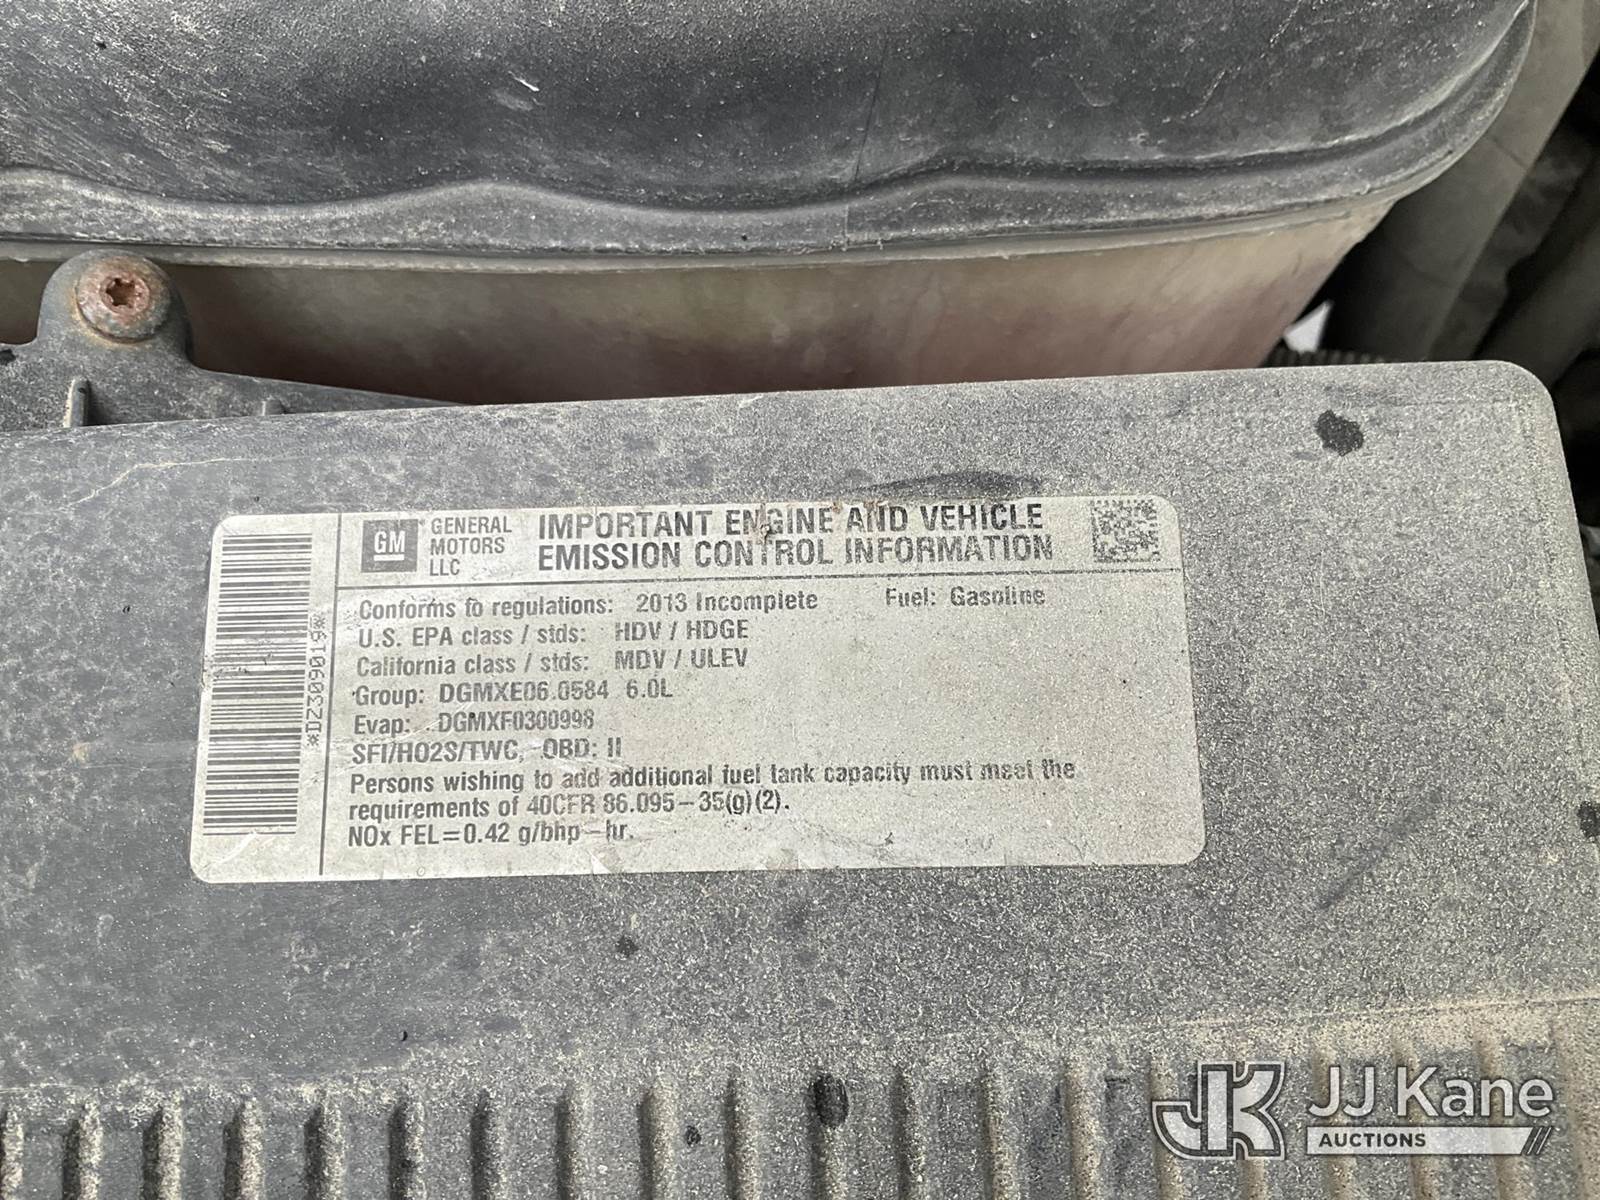 GM
GENERAL
MOTORS
LLC
IMPORTANT ENGINE AND VEHICLE
EMISSION CONTROL INFORMATION
*DZ309019*
Conforms to regulations: 2013 Incomplete Fuel: Gasoline
U.S. EPA class / stds: HDV / HDGE
California class / stds: MDV / ULEV
Group: DGMXE06.0584 6.0L
Evap: DGMXF0300998
SFI/HO2S/TWC, OBD: II
Persons wishing to add additional fuel tank capacity must meet the
requirements of 40CFR 86.095-35(g)(2).
NOx FEL=0.42 g/bhp-hr.
JK JJ Kane
AUCTIONS